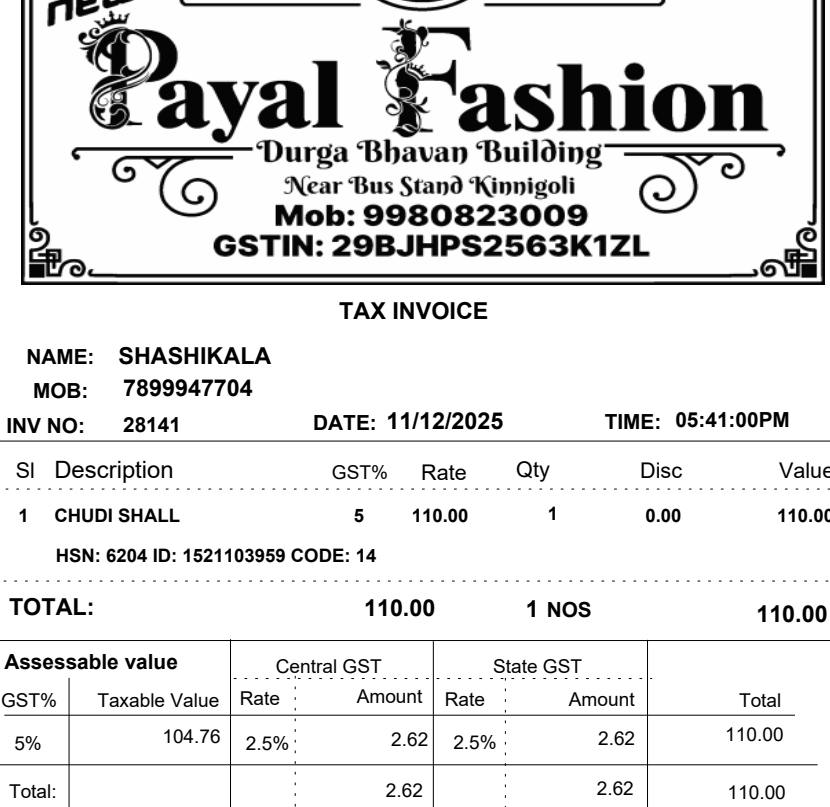 new
Payal Fashion
Durga Bhavan Building
Near Bus Stand Kinnigoli
Mob: 9980823009
GSTIN: 29BJHPS2563K1ZL
TAX INVOICE
NAME: SHASHIKALA
MOB: 7899947704
INV NO: 28141 DATE: 11/12/2025 TIME: 05:41:00PM
Sl Description GST% Rate Qty Disc Value
1 CHUDI SHALL 5 110.00 1 0.00 110.00
HSN: 6204 ID: 1521103959 CODE: 14
TOTAL: 110.00 1 NOS 110.00
Assessable value Central GST State GST
GST% Taxable Value Rate Amount Rate Amount Total
5% 104.76 2.5% 2.62 2.5% 2.62 110.00
Total: 2.62 2.62 110.00